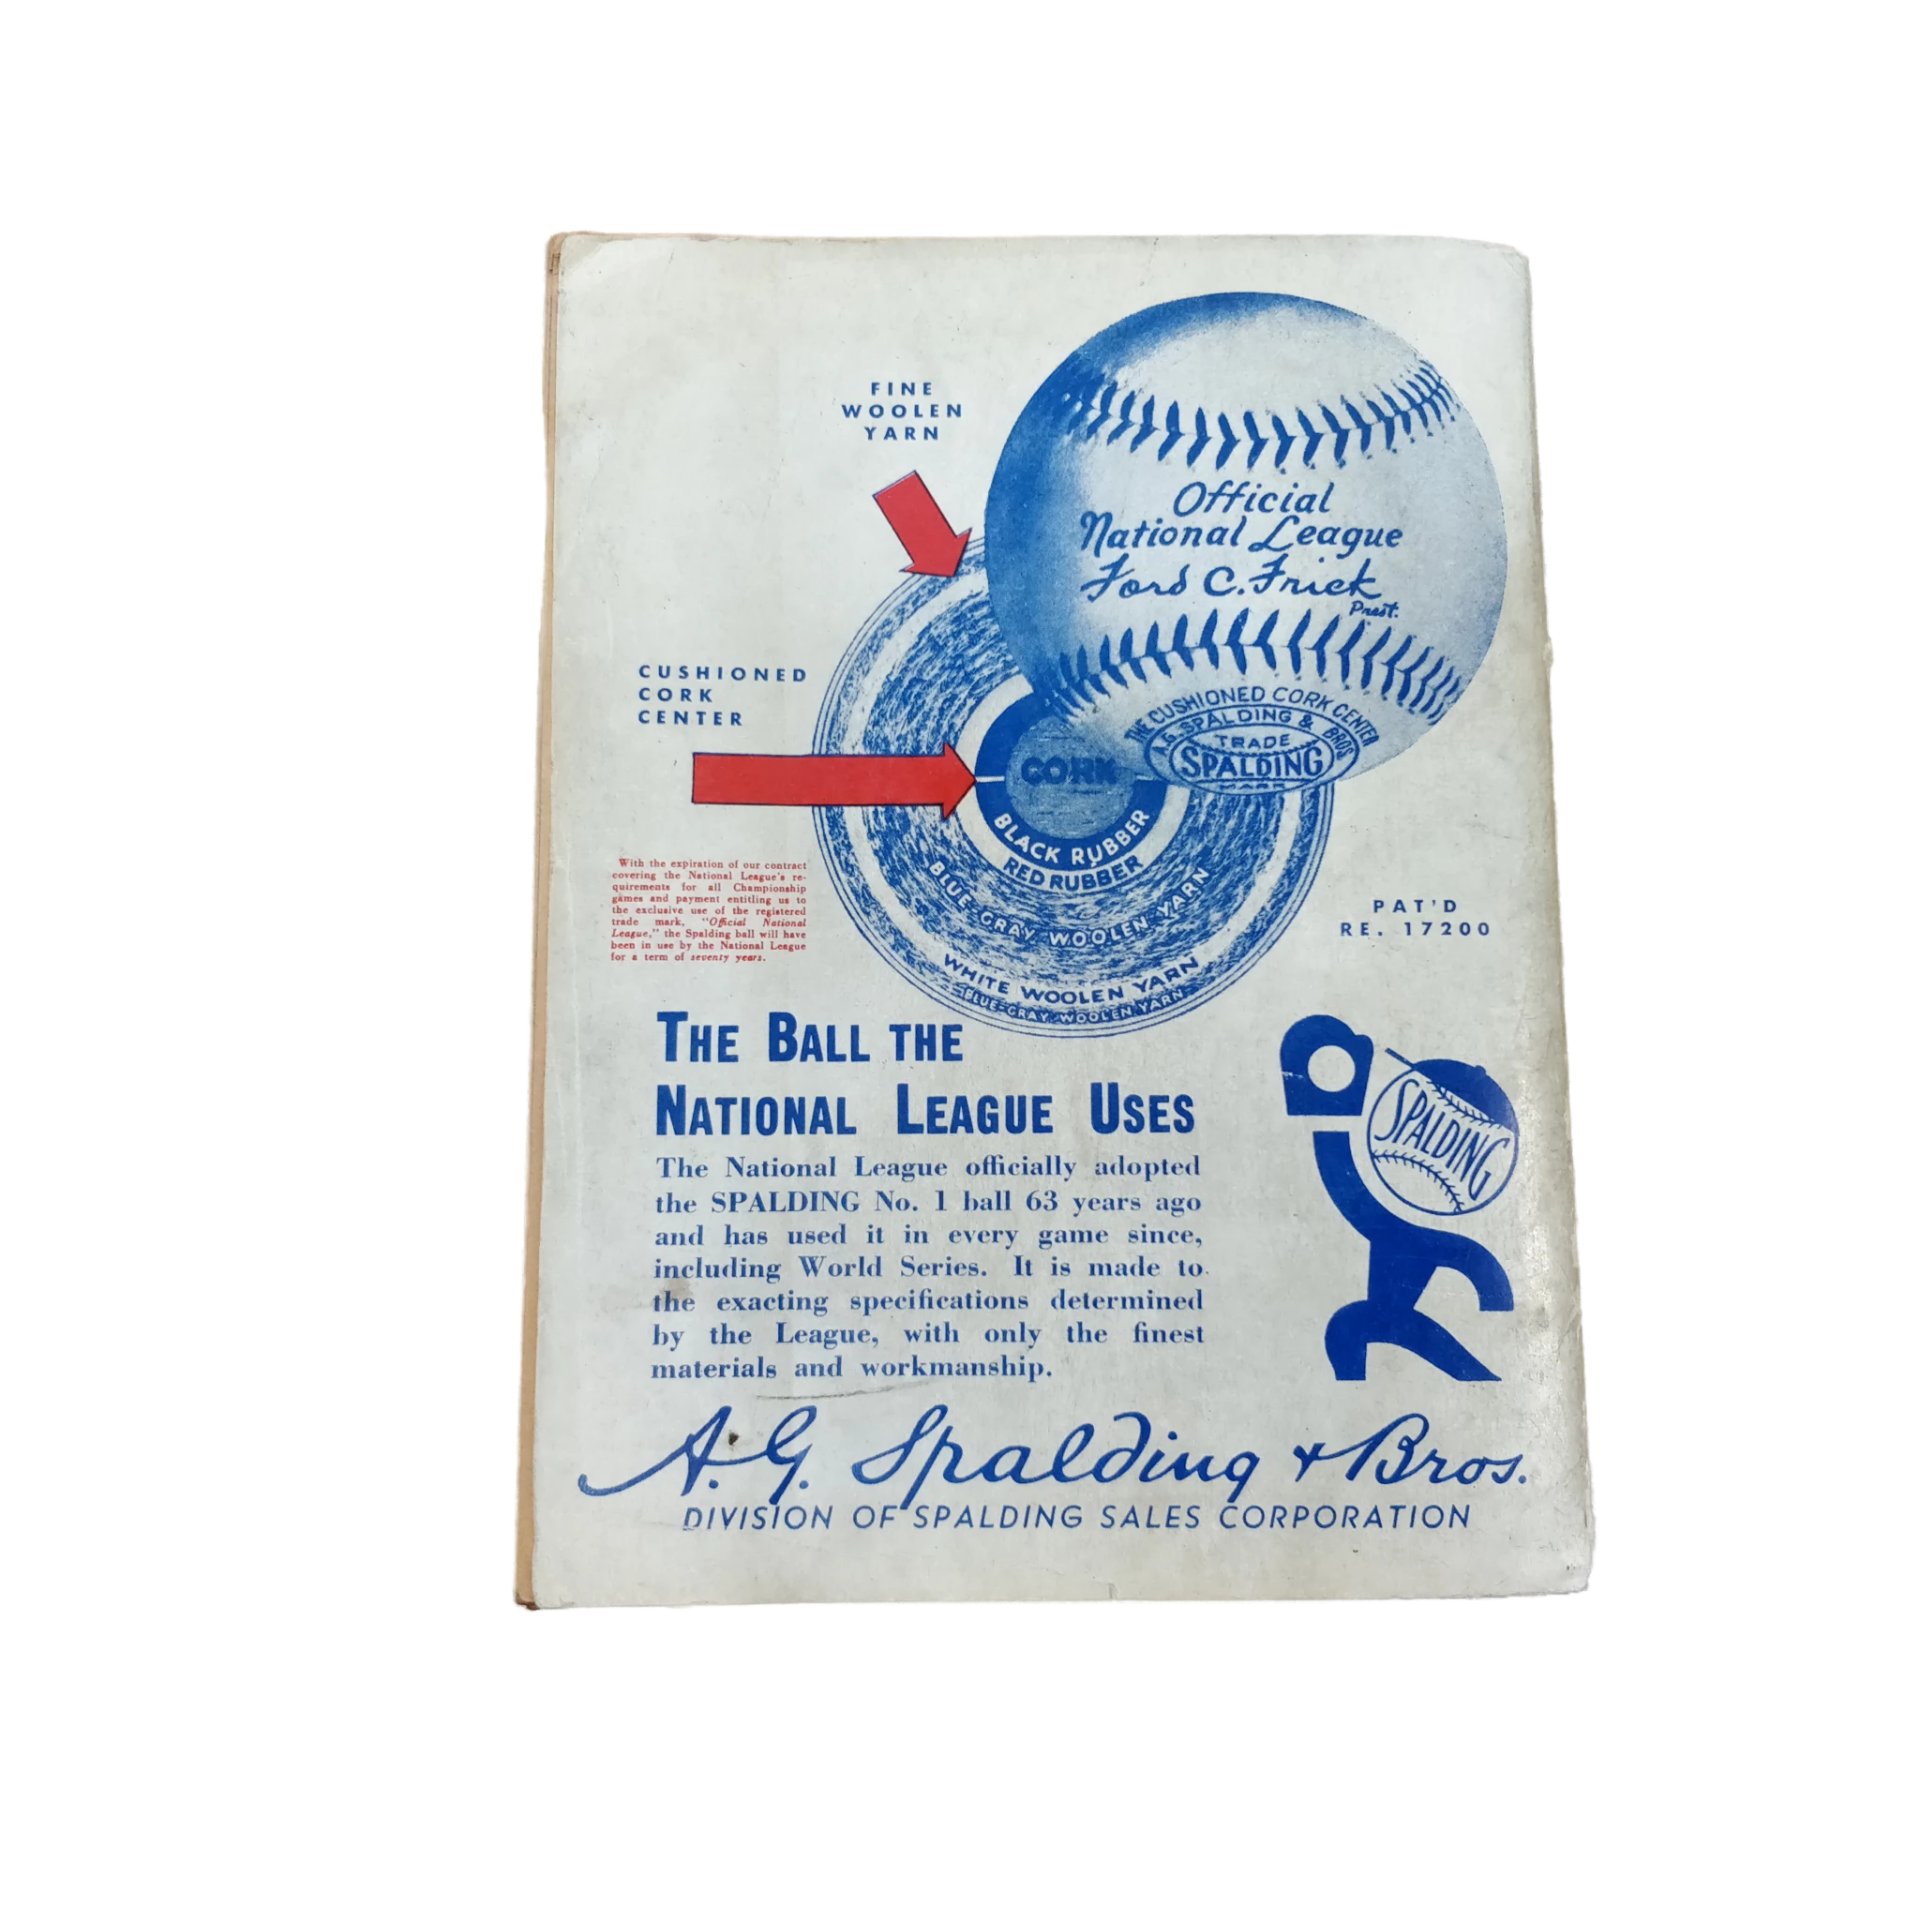 FINE
WOOLEN
YARN
Official
National League
Ford C. Frick
Prest.
CUSHIONED
CORK
CENTER
THE CUSHIONED CORK CENTER
A.G. SPALDING & BROS
TRADE
SPALDING
MARK
CORK
BLACK RUBBER
RED RUBBER
BLUE-GRAY WOOLEN YARN
WHITE WOOLEN YARN
BLUE-GRAY WOOLEN YARN
With the expiration of our contract
covering the National League's re-
quirements for all Championship
games and payment entitling us to
the exclusive use of the registered
trade mark, "Official National
League," the Spalding ball will have
been in use by the National League
for a term of seventy years.
PAT'D
RE. 17200
THE BALL THE
NATIONAL LEAGUE USES
The National League officially adopted
the SPALDING No. 1 ball 63 years ago
and has used it in every game since,
including World Series. It is made to
the exacting specifications determined
by the League, with only the finest
materials and workmanship.
SPALDING
A.G. Spalding & Bros.
DIVISION OF SPALDING SALES CORPORATION